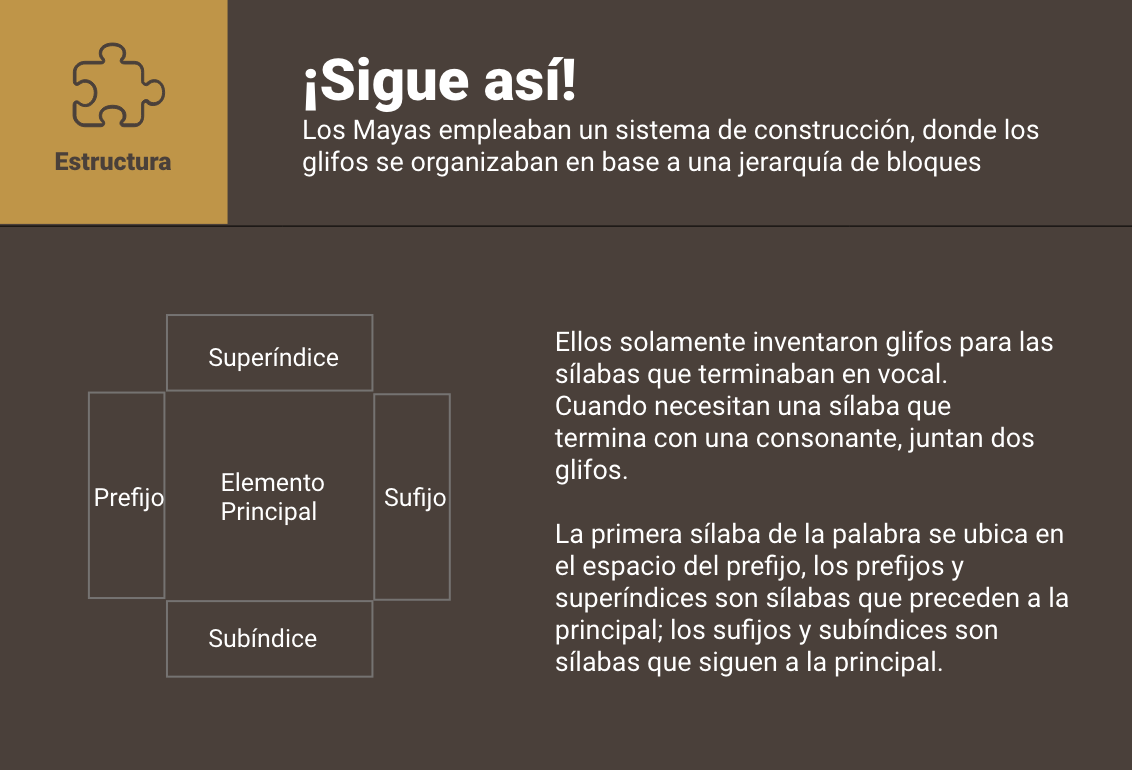 Estructura
¡Sigue así!
Los Mayas empleaban un sistema de construcción, donde los
glifos se organizaban en base a una jerarquía de bloques
Superíndice
Prefijo
Elemento
Principal
Sufijo
Subíndice
Ellos solamente inventaron glifos para las
sílabas que terminaban en vocal.
Cuando necesitan una sílaba que
termina con una consonante, juntan dos
glifos.
La primera sílaba de la palabra se ubica en
el espacio del prefijo, los prefijos y
superíndices son sílabas que preceden a la
principal; los sufijos y subíndices son
sílabas que siguen a la principal.